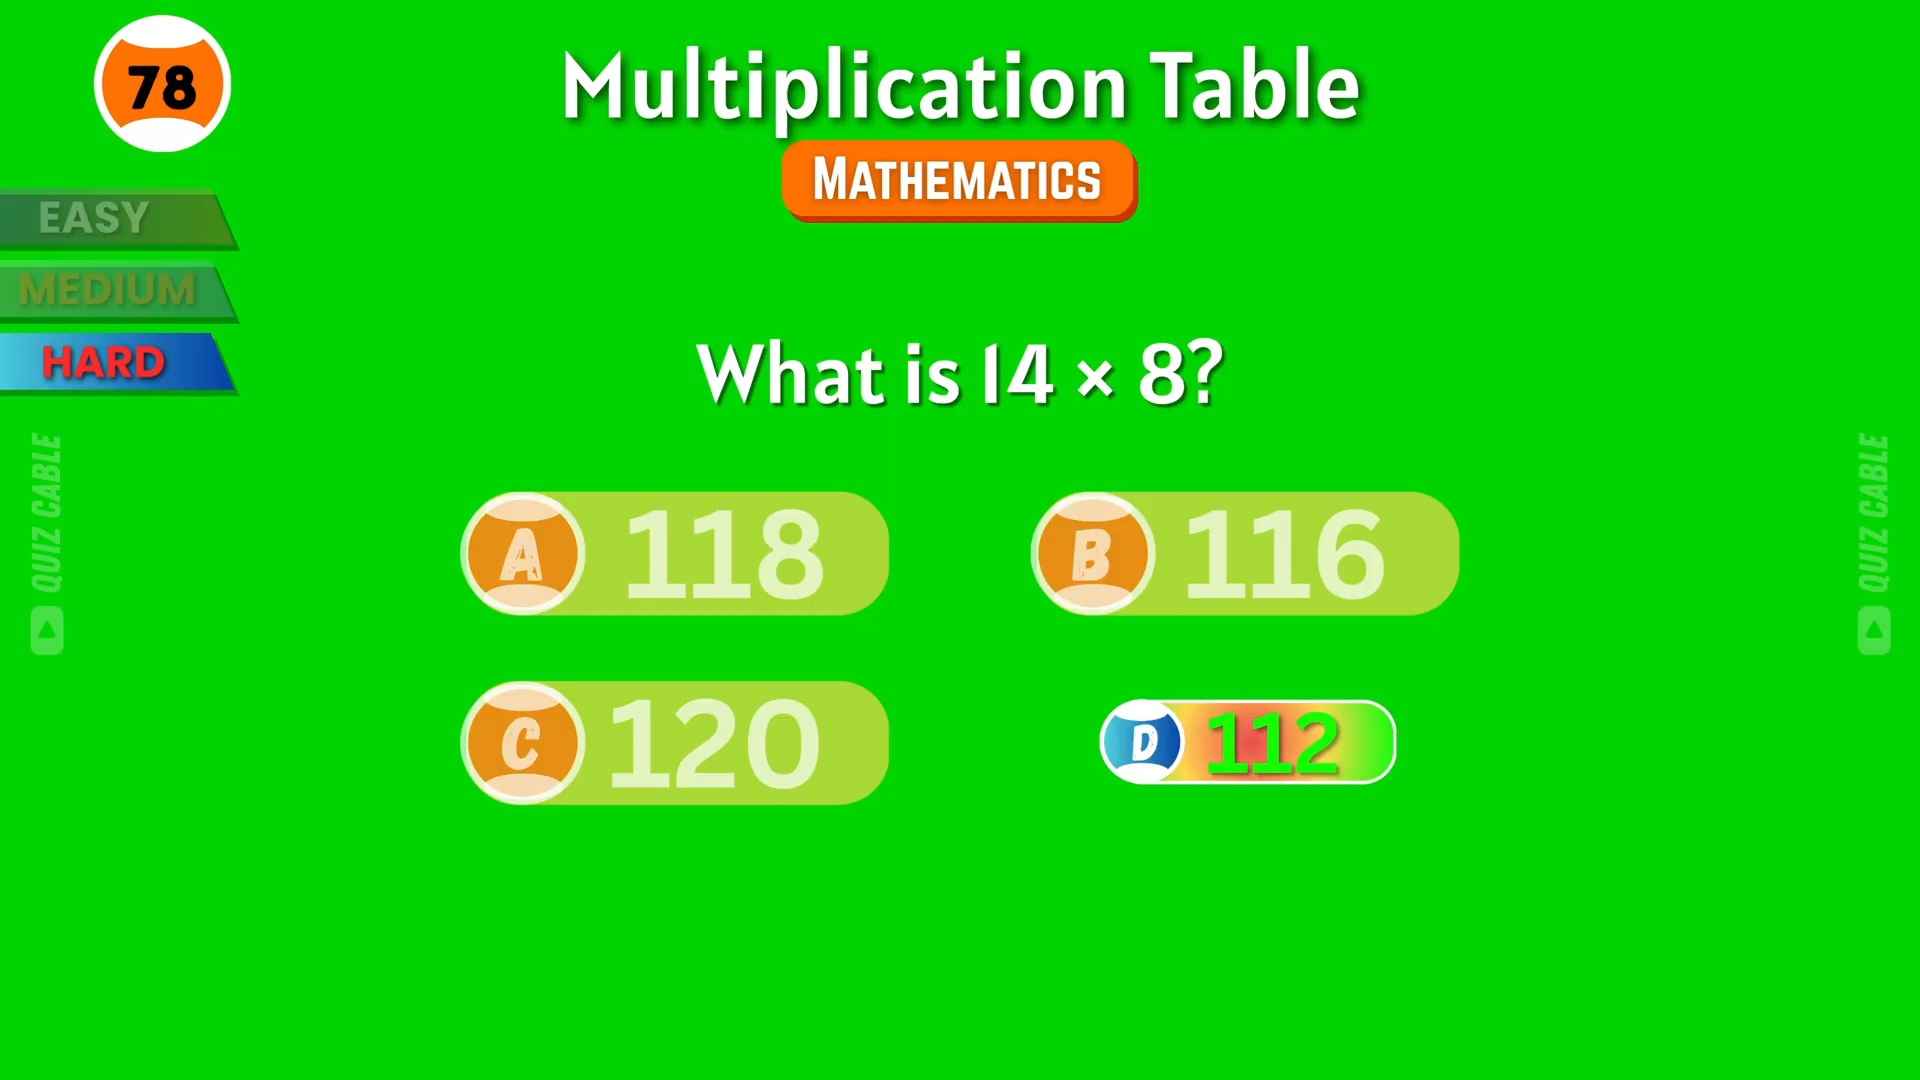 78
Multiplication Table
MATHEMATICS
EASY
MEDIUM
HARD
What is 14 × 8?
A 118
B 116
C 120
D 112
QUIZ CABLE
QUIZ CABLE